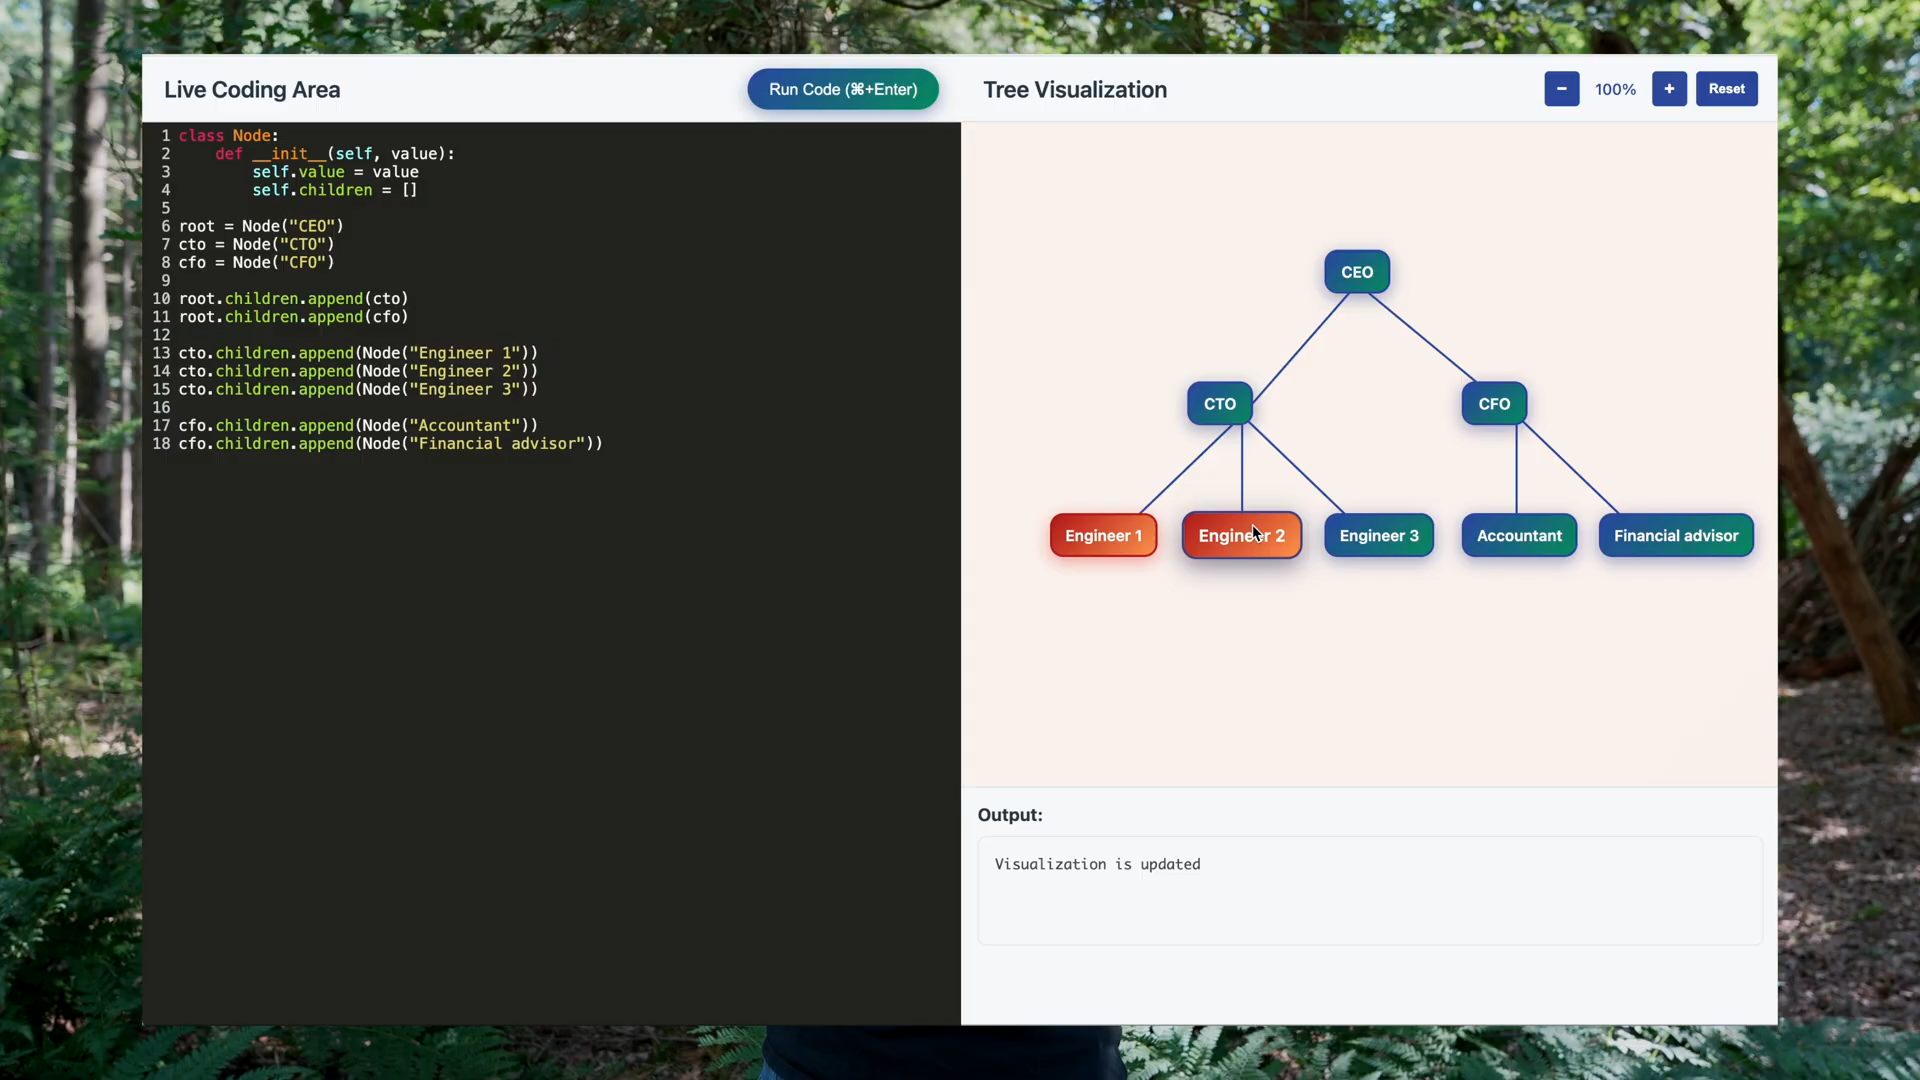 Live Coding Area
Run Code (⌘+Enter)
1 class Node:
2     def __init__(self, value):
3         self.value = value
4         self.children = []
5
6 root = Node("CEO")
7 cto = Node("CTO")
8 cfo = Node("CFO")
9
10 root.children.append(cto)
11 root.children.append(cfo)
12
13 cto.children.append(Node("Engineer 1"))
14 cto.children.append(Node("Engineer 2"))
15 cto.children.append(Node("Engineer 3"))
16
17 cfo.children.append(Node("Accountant"))
18 cfo.children.append(Node("Financial advisor"))
Tree Visualization
− 100% + Reset
CEO
CTO CFO
Engineer 1 Engineer 2 Engineer 3 Accountant Financial advisor
Output:
Visualization is updated